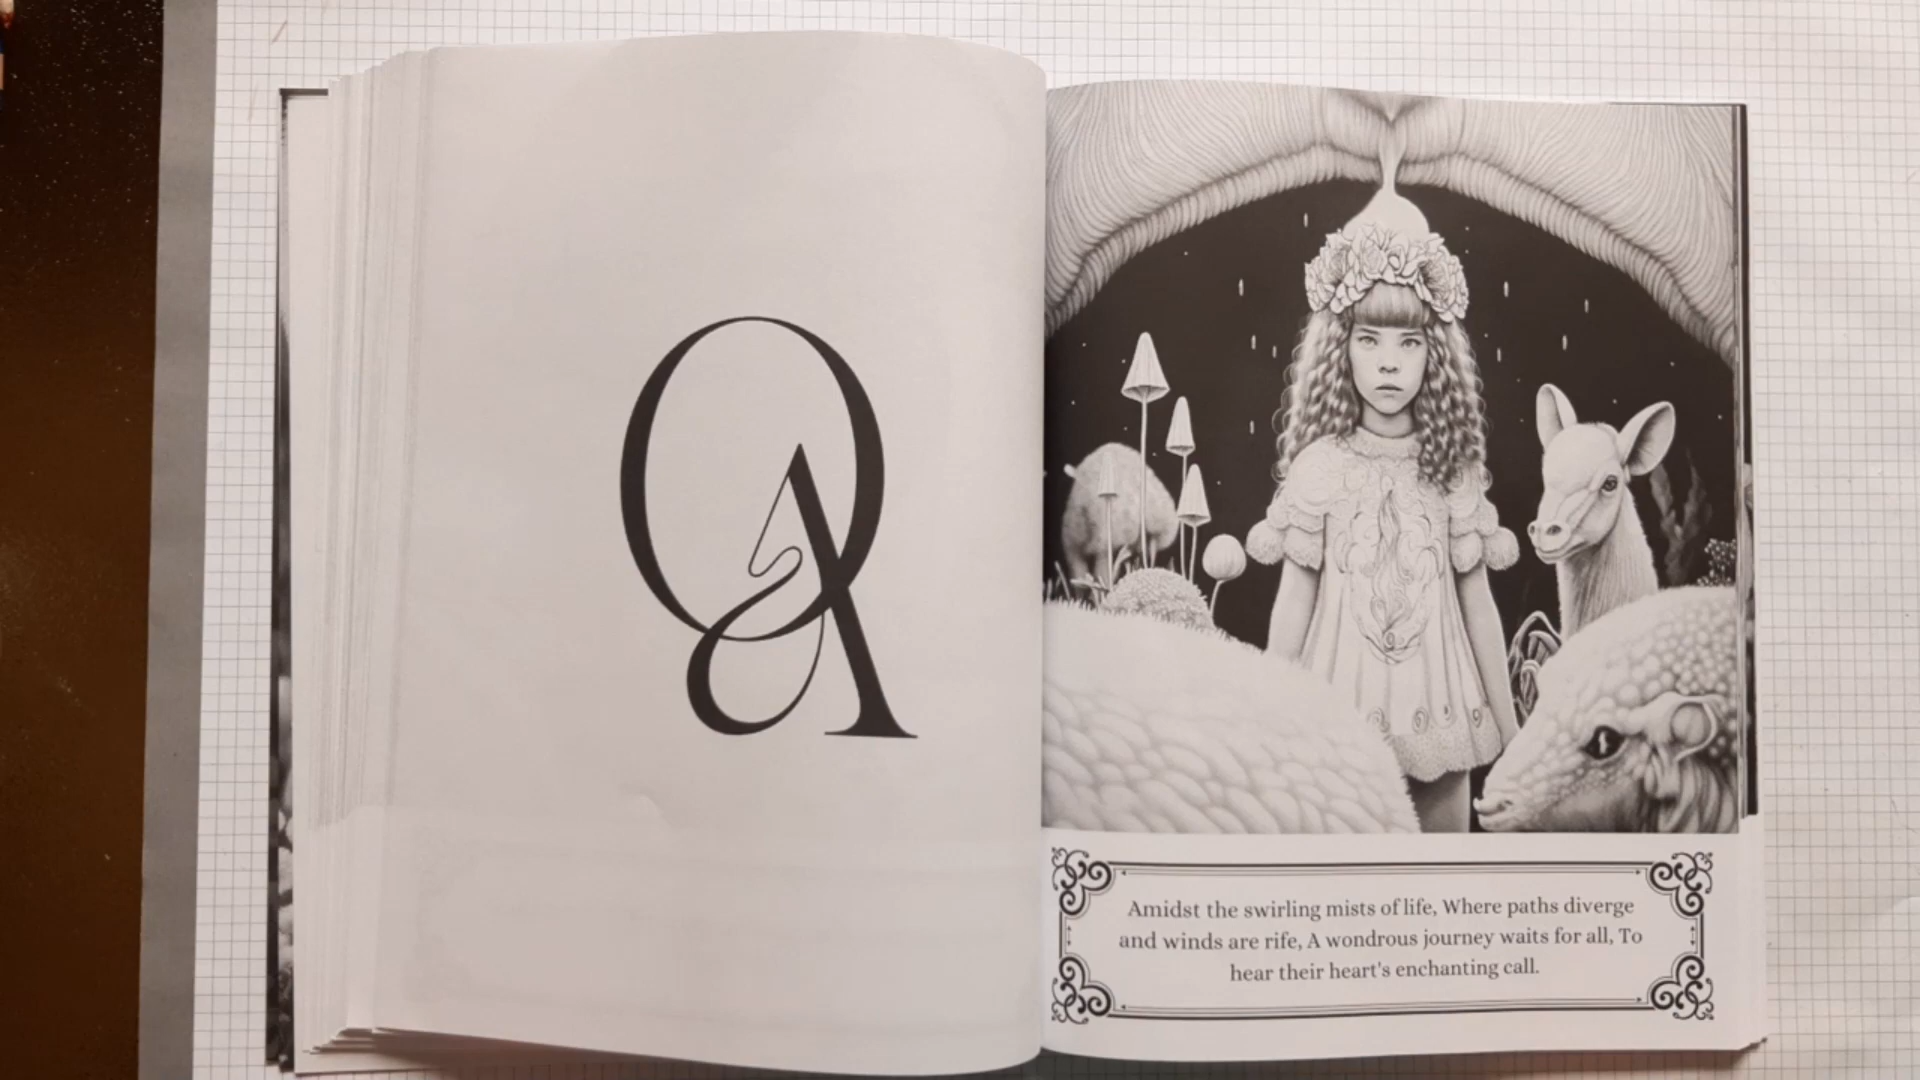 QA
Amidst the swirling mists of life, Where paths diverge
and winds are rife, A wondrous journey waits for all, To
hear their heart's enchanting call.